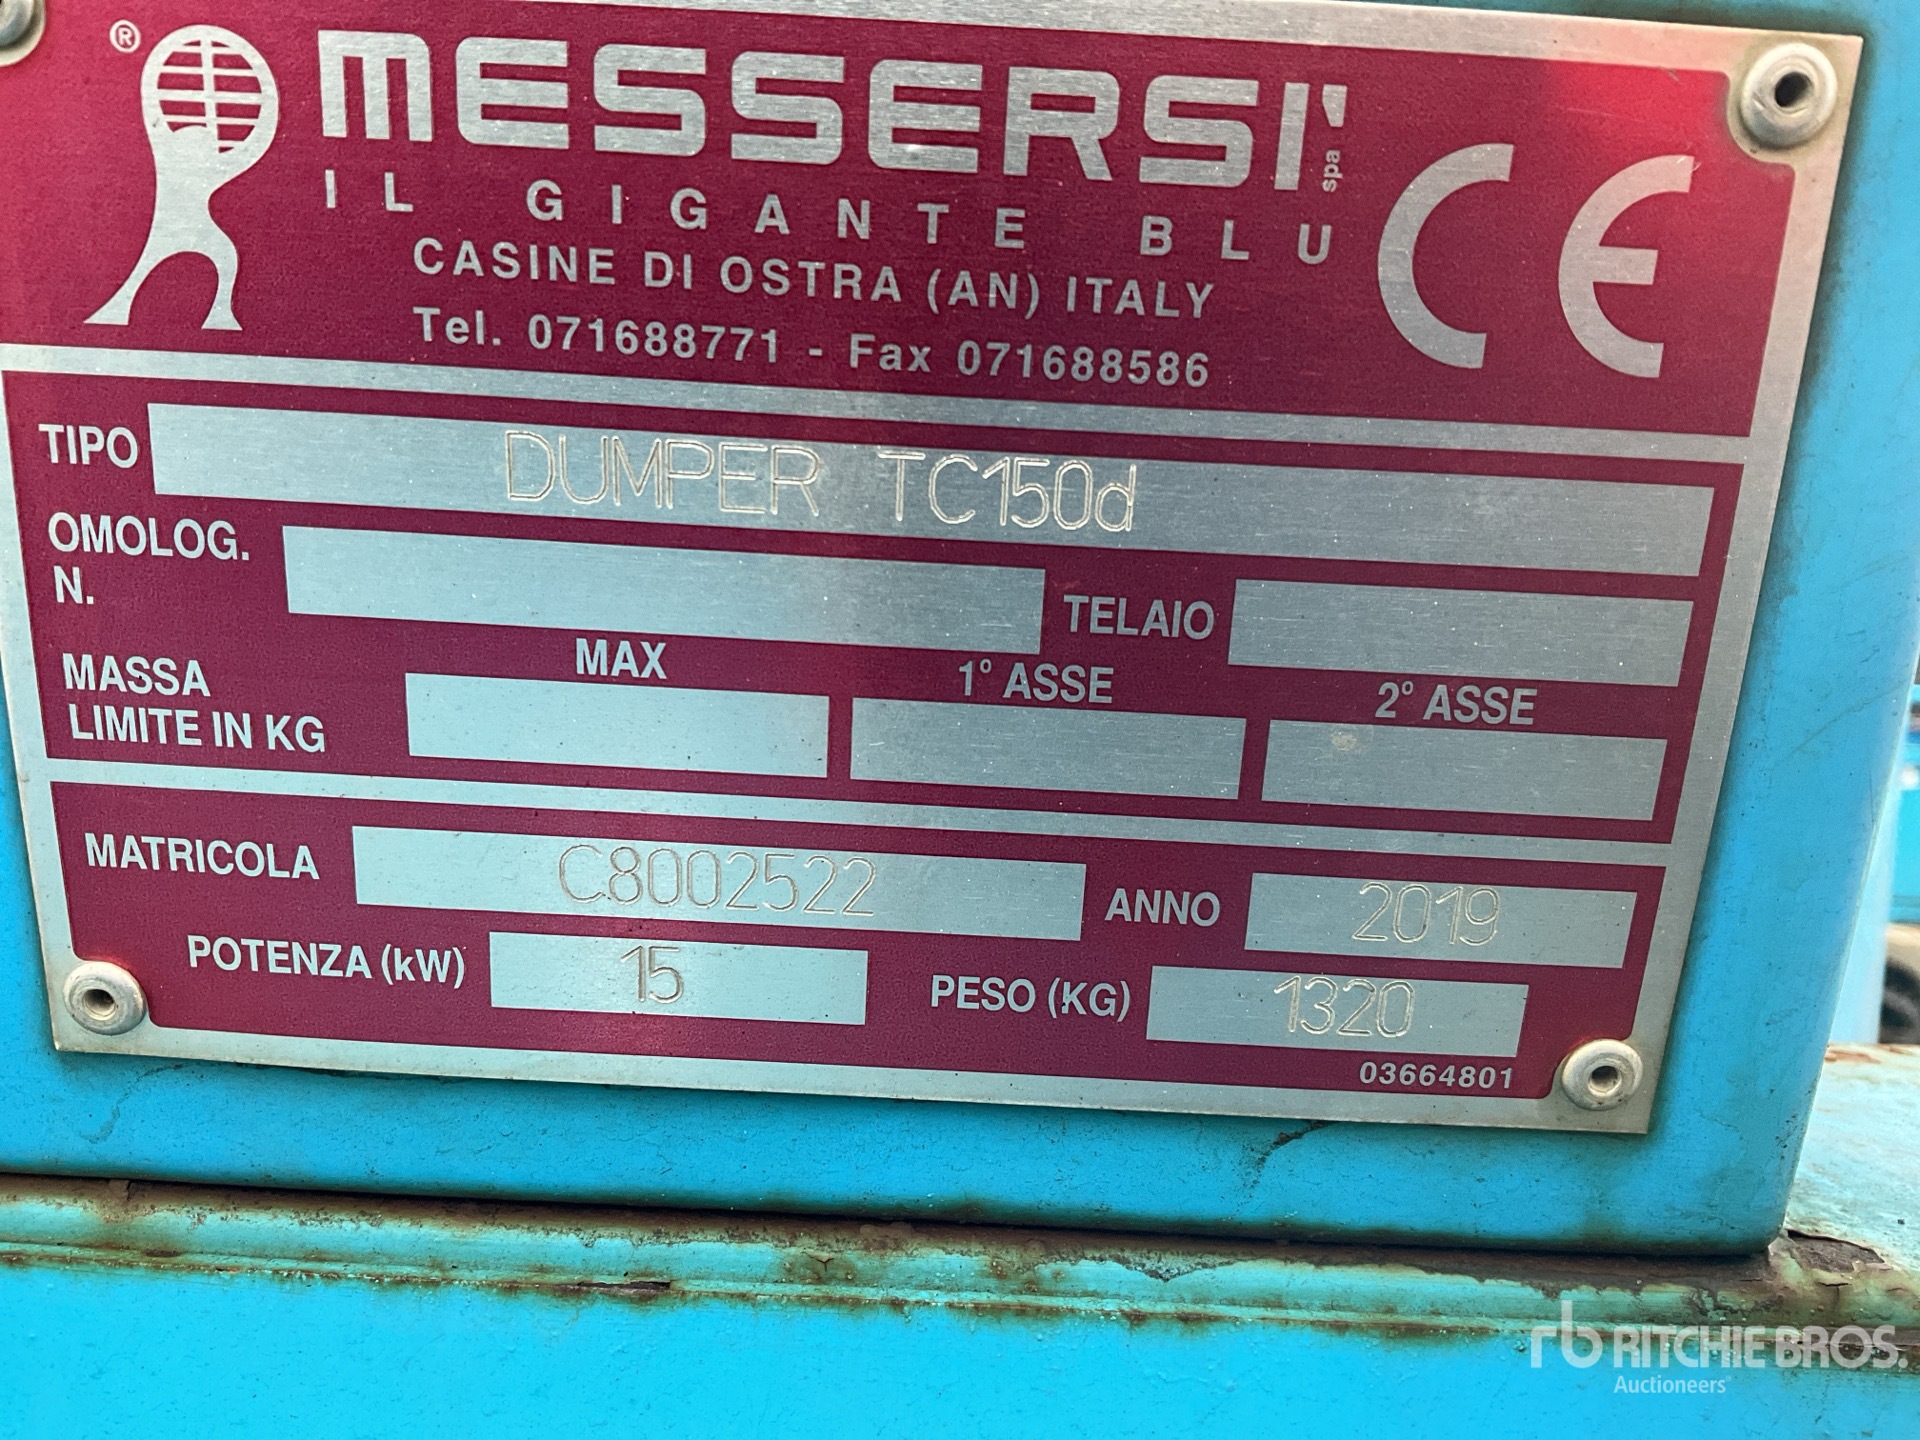 ® MESSERSI' spa
IL GIGANTE BLU
CASINE DI OSTRA (AN) ITALY
Tel. 071688771 - Fax 071688586
CE
TIPO DUMPER TC150d
OMOLOG. N.
TELAIO
MASSA LIMITE IN KG
MAX
1° ASSE
2° ASSE
MATRICOLA C8002522 ANNO 2019
POTENZA (kW) 15 PESO (KG) 1320
03664801
rb RITCHIE BROS.
Auctioneers